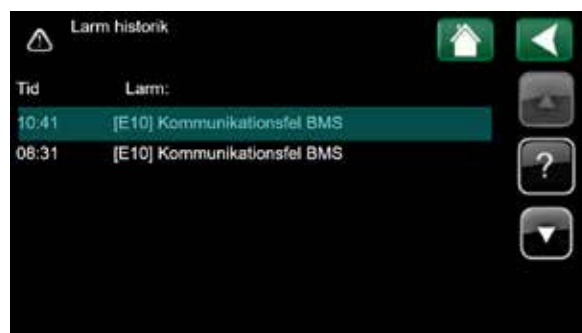 Larm historik
Tid Larm:
10:41 [E10] Kommunikationsfel BMS
08:31 [E10] Kommunikationsfel BMS
?